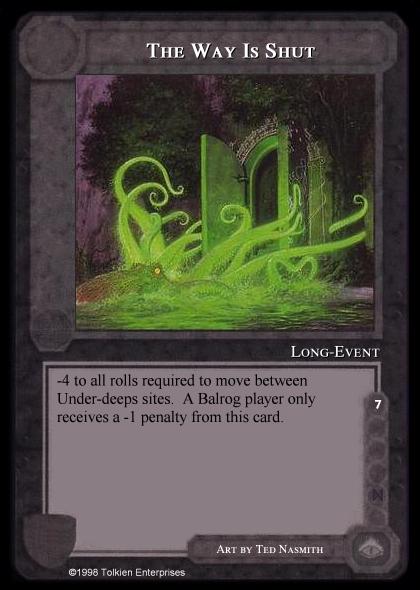 THE WAY IS SHUT
LONG-EVENT
-4 to all rolls required to move between
Under-deeps sites. A Balrog player only
receives a -1 penalty from this card.
7
N
ART BY TED NASMITH
©1998 Tolkien Enterprises